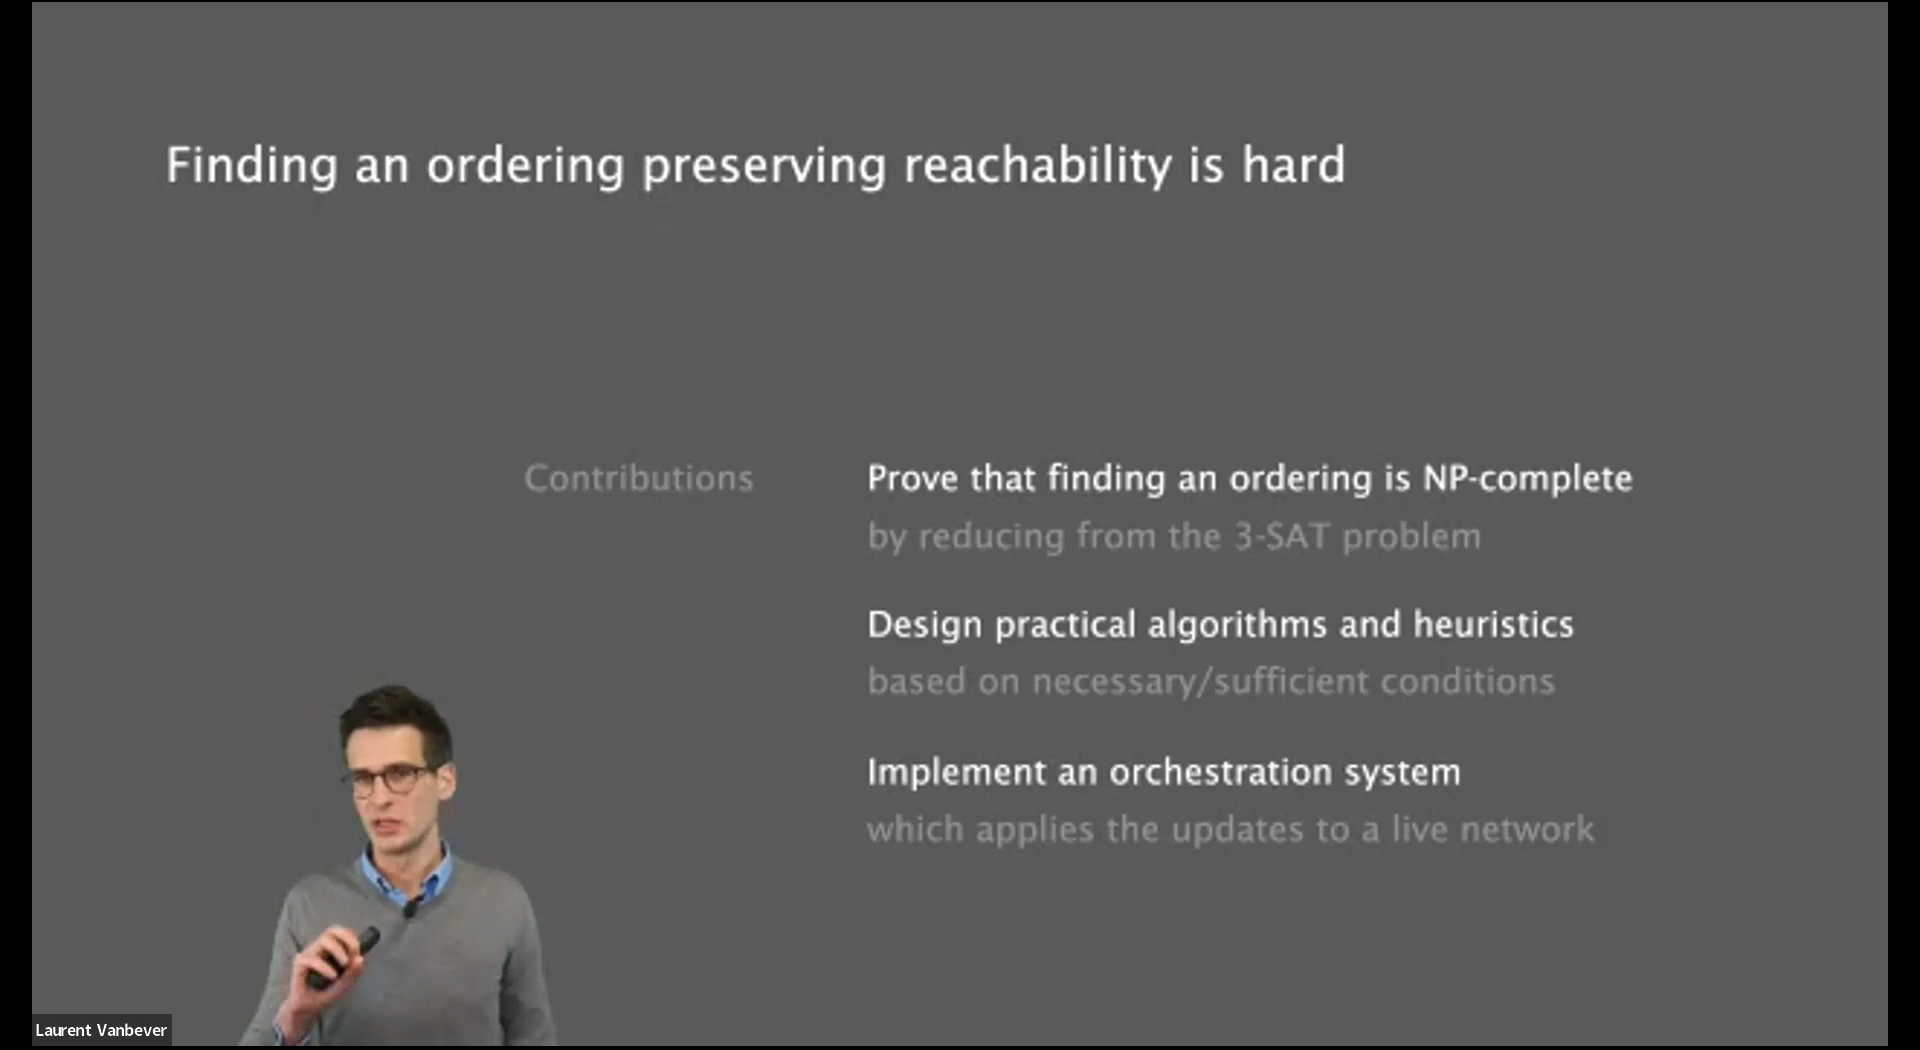 Finding an ordering preserving reachability is hard
Contributions
Prove that finding an ordering is NP-complete
by reducing from the 3-SAT problem
Design practical algorithms and heuristics
based on necessary/sufficient conditions
Implement an orchestration system
which applies the updates to a live network
Laurent Vanbever